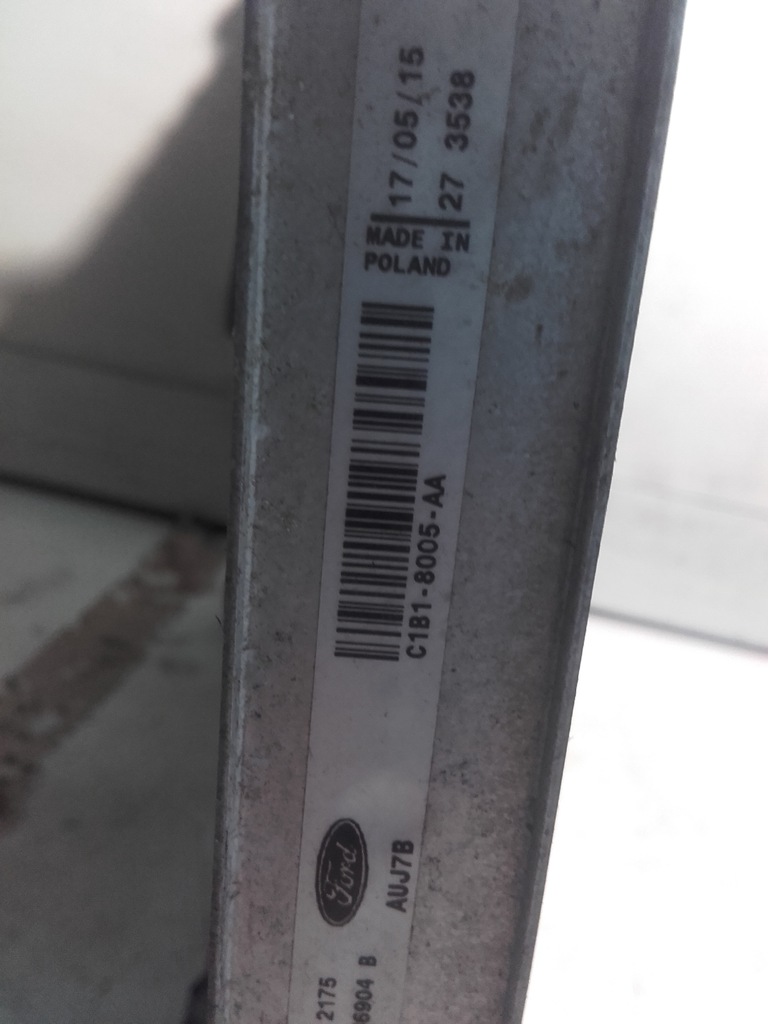 2175
6904 B
Ford
AUJ7B
C1B1-8005-AA
MADE IN
POLAND
17/05/15
27 3538